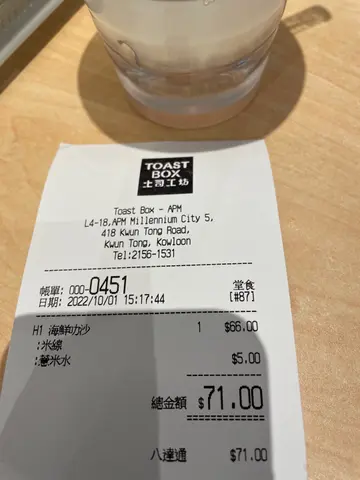 TOAST
BOX
土司工坊
Toast Box - APM
L4-18,APM Millennium City 5,
418 Kwun Tong Road,
Kwun Tong, Kowloon
Tel:2156-1531
帳單: 000-0451 堂食
日期: 2022/10/01 15:17:44 [#87]
H1 海鮮叻沙 1 $66.00
:米線
:薏米水 $5.00
總金額 $71.00
八達通 $71.00